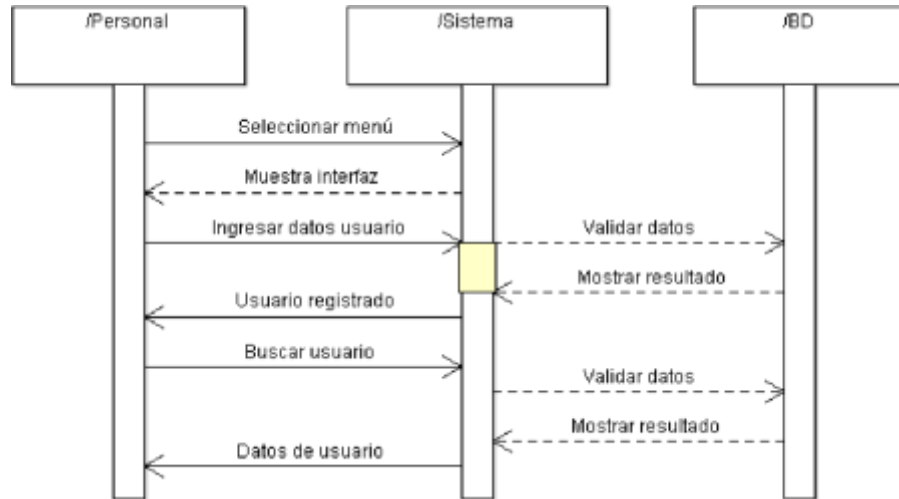 /Personal
/Sistema
/BD
Seleccionar menú
Muestra interfaz
Ingresar datos usuario
Validar datos
Mostrar resultado
Usuario registrado
Buscar usuario
Validar datos
Mostrar resultado
Datos de usuario